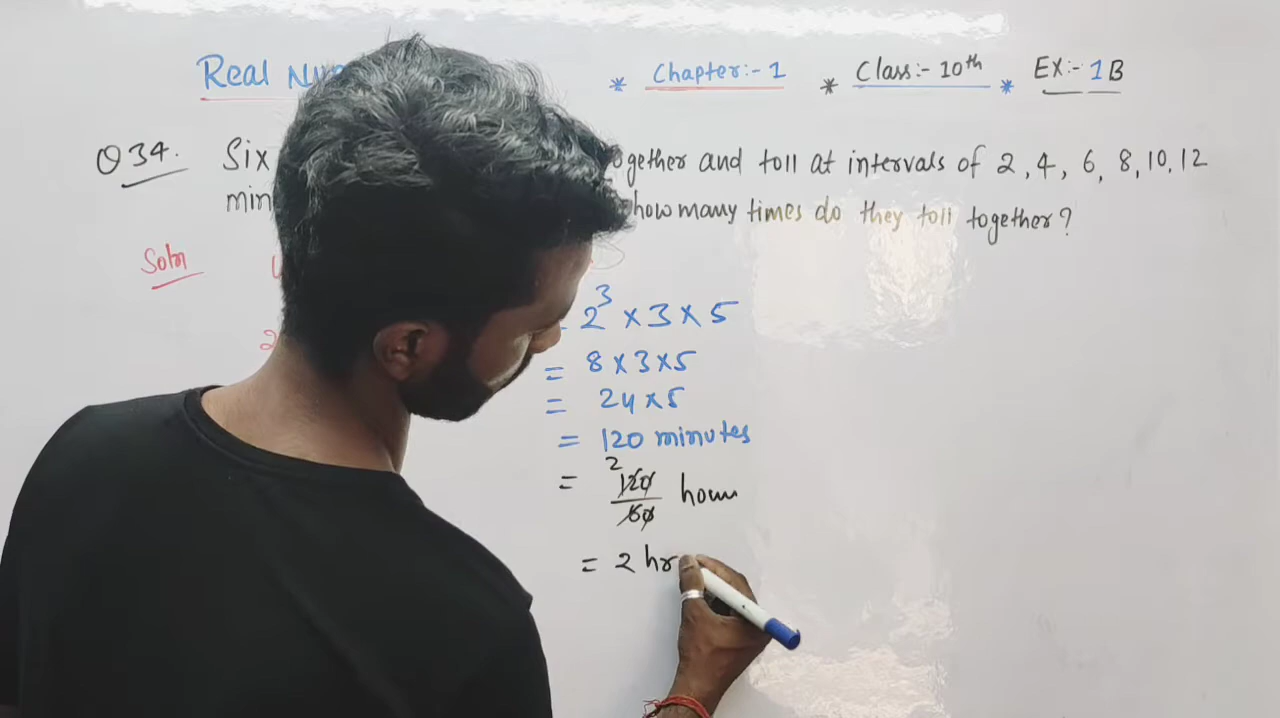 Real * Chapter:- 1 * Class:- 10th * EX:- 1B
Q34. Six ogether and toll at intervals of 2, 4, 6, 8, 10, 12
min how many times do they toll together?
Soln
2³ × 3 × 5
= 8 × 3 × 5
= 24 × 5
= 120 minutes
= 120/60 hour 2
= 2 hr